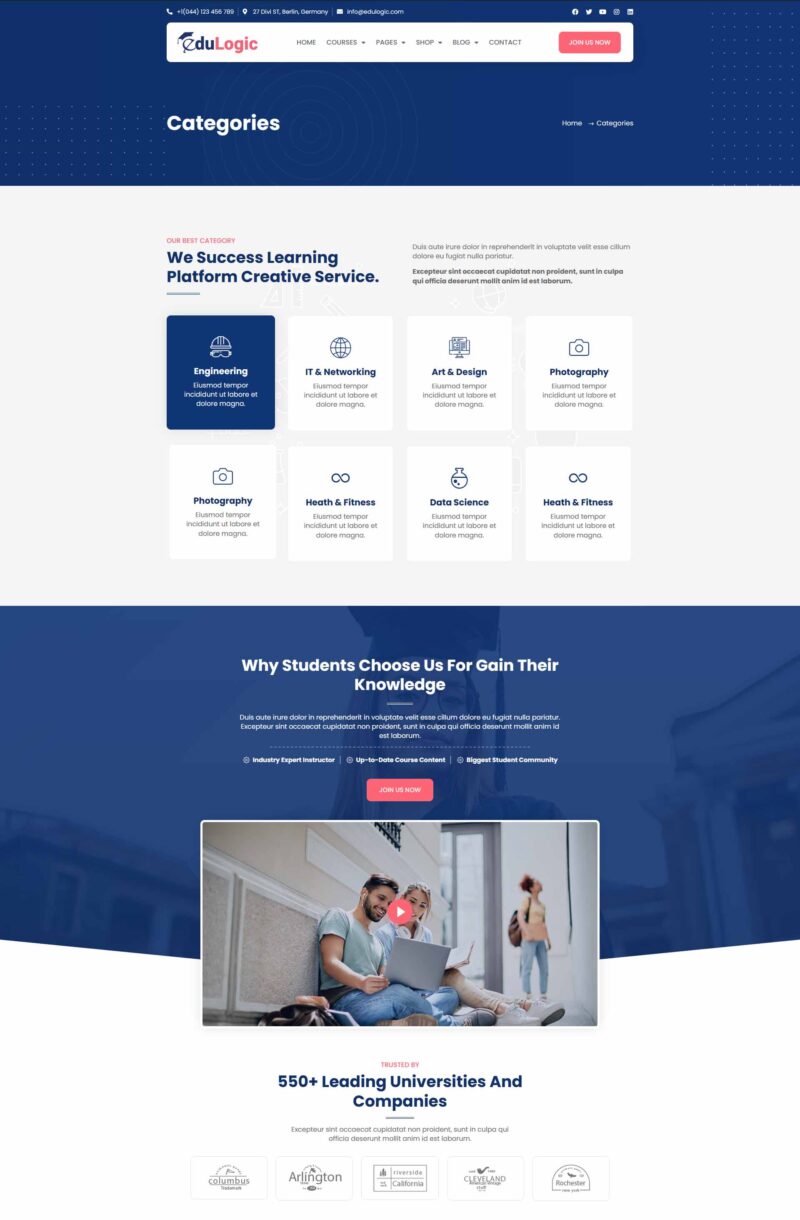 +1(044) 123 456 789
27 Divi ST, Berlin, Germany
info@edulogic.com
eduLogic
HOME
COURSES
PAGES
SHOP
BLOG
CONTACT
JOIN US NOW
Categories
Home → Categories
OUR BEST CATEGORY
We Success Learning
Platform Creative Service.
Duis aute irure dolor in reprehenderit in voluptate velit esse cillum
dolore eu fugiat nulla pariatur.
Excepteur sint occaecat cupidatat non proident, sunt in culpa
qui officia deserunt mollit anim id est laborum.
Engineering
Eiusmod tempor
incididunt ut labore et
dolore magna.
IT & Networking
Eiusmod tempor
incididunt ut labore et
dolore magna.
Art & Design
Eiusmod tempor
incididunt ut labore et
dolore magna.
Photography
Eiusmod tempor
incididunt ut labore et
dolore magna.
Photography
Eiusmod tempor
incididunt ut labore et
dolore magna.
Heath & Fitness
Eiusmod tempor
incididunt ut labore et
dolore magna.
Data Science
Eiusmod tempor
incididunt ut labore et
dolore magna.
Heath & Fitness
Eiusmod tempor
incididunt ut labore et
dolore magna.
Why Students Choose Us For Gain Their
Knowledge
Duis aute irure dolor in reprehenderit in voluptate velit esse cillum dolore eu fugiat nulla pariatur.
Excepteur sint occaecat cupidatat non proident, sunt in culpa qui officia deserunt mollit anim id
est laborum.
Industry Expert Instructor
Up-to-Date Course Content
Biggest Student Community
JOIN US NOW
TRUSTED BY
550+ Leading Universities And
Companies
Excepteur sint occaecat cupidatat non proident, sunt in culpa qui
officia deserunt mollit anim id est laborum.
columbus
Trademark
Arlington
riverside
California
CLEVELAND
American Vintage
Rochester
new york